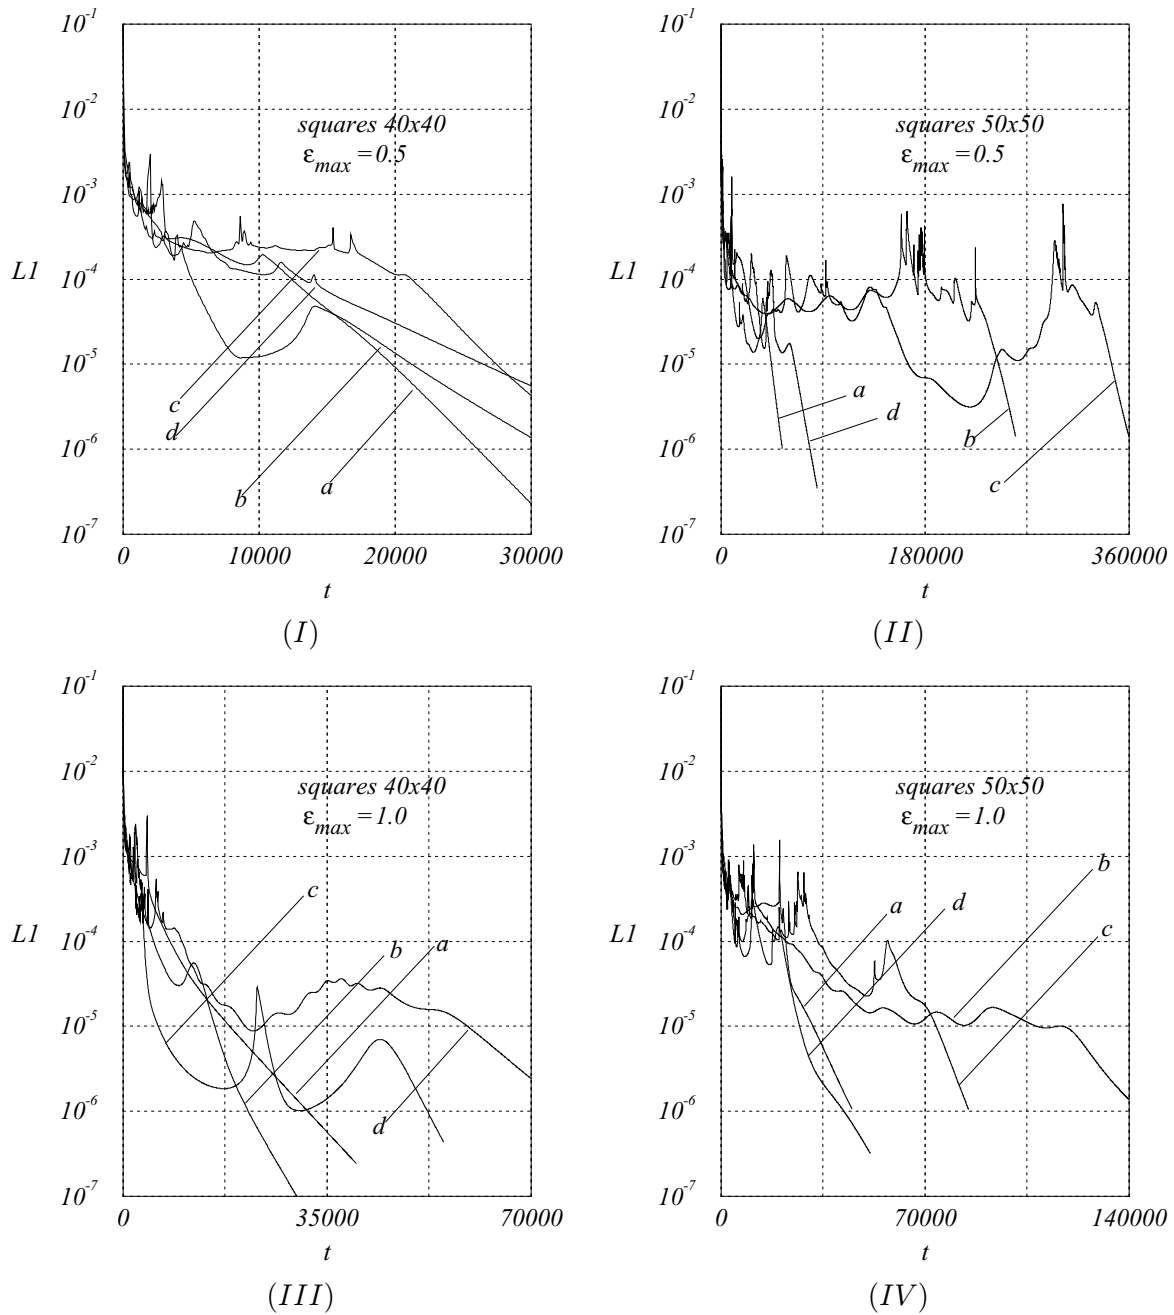 10^-1
10^-2
10^-3
10^-4
10^-5
10^-6
10^-7
L1
squares 40x40
ε_max = 0.5
c
d
b
a
0 10000 20000 30000
t
(I)
10^-1
10^-2
10^-3
10^-4
10^-5
10^-6
10^-7
L1
squares 50x50
ε_max = 0.5
a
d
b
c
0 180000 360000
t
(II)
10^-1
10^-2
10^-3
10^-4
10^-5
10^-6
10^-7
L1
squares 40x40
ε_max = 1.0
c
b
a
d
0 35000 70000
t
(III)
10^-1
10^-2
10^-3
10^-4
10^-5
10^-6
10^-7
L1
squares 50x50
ε_max = 1.0
b
a
d
c
0 70000 140000
t
(IV)